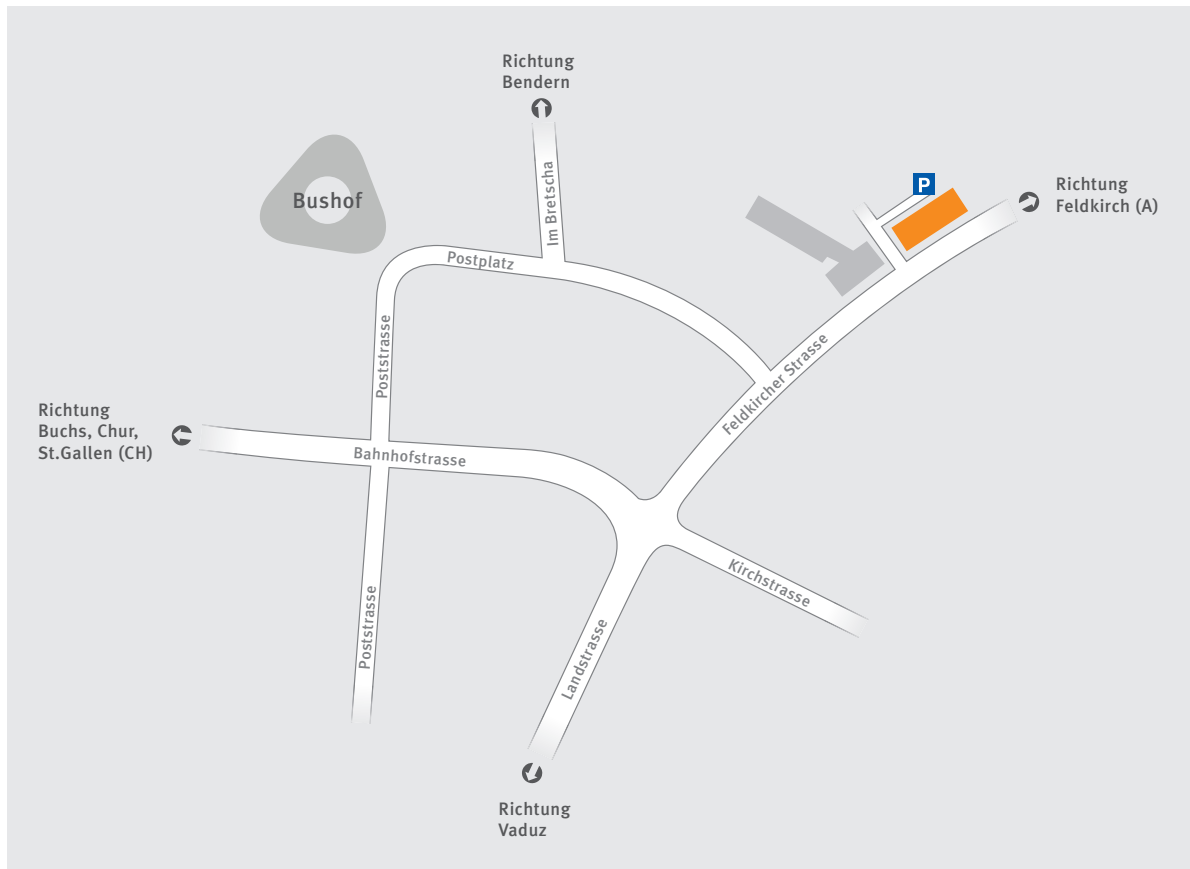 Richtung
Bendern
Im Bretscha
Bushof
P
Richtung
Feldkirch (A)
Postplatz
Poststrasse
Feldkircher Strasse
Richtung
Buchs, Chur,
St.Gallen (CH)
Bahnhofstrasse
Kirchstrasse
Poststrasse
Landstrasse
Richtung
Vaduz